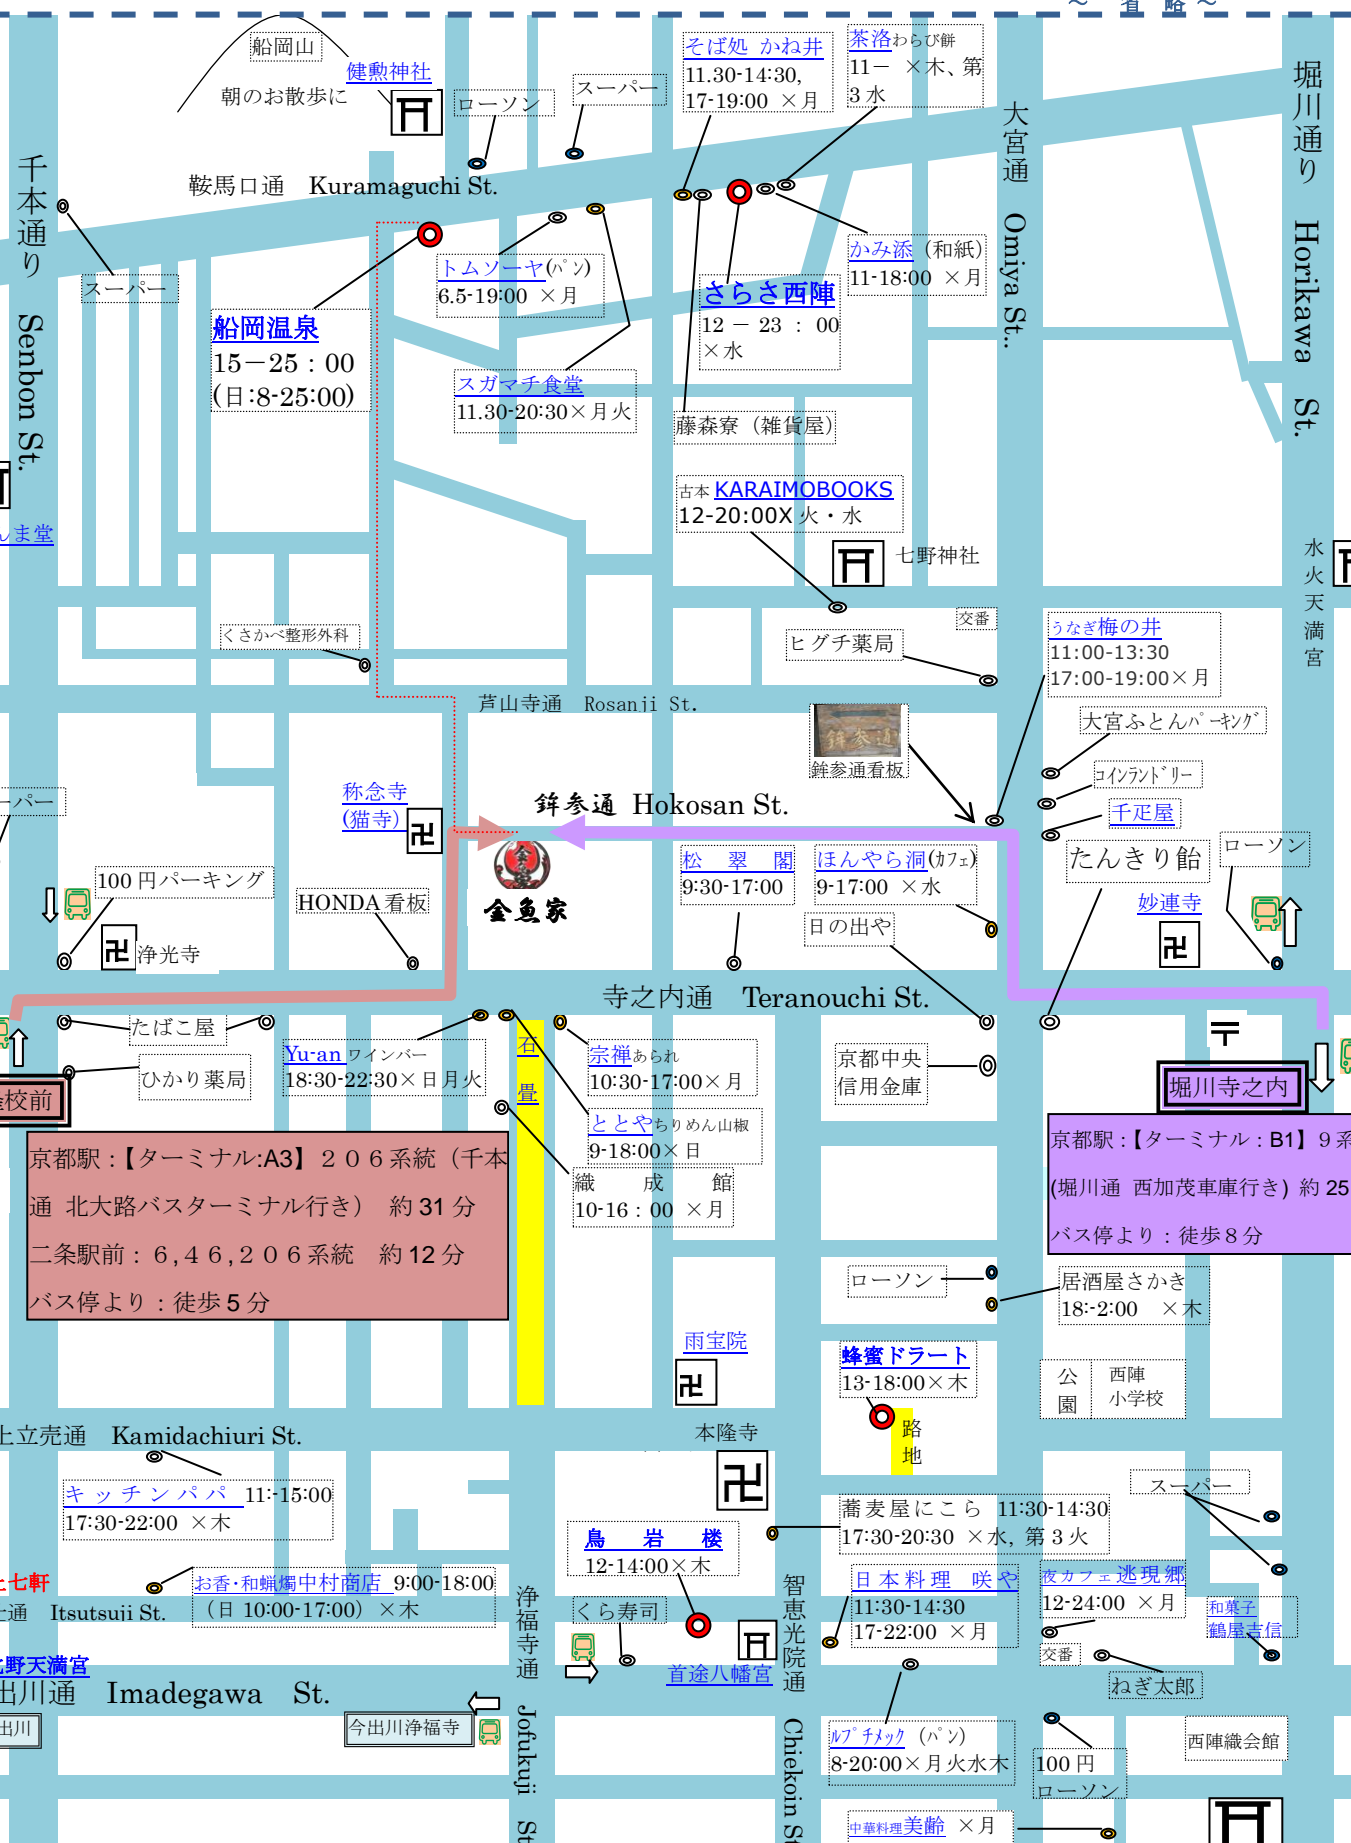 ～ 省 略 ～
船岡山
健勲神社
朝のお散歩に
ローソン
スーパー
そば処 かね井
11.30-14:30,
17-19:00 ×月
茶洛わらび餅
11－ ×木、第
3水
堀川通り Horikawa St.
大宮通 Omiya St..
千本通り Senbon St.
鞍馬口通 Kuramaguchi St.
スーパー
トムソーヤ(パン)
6.5-19:00 ×月
かみ添（和紙）
11-18:00 ×月
さらさ西陣
12－23：00
×水
船岡温泉
15－25：00
(日:8-25:00)
スガマチ食堂
11.30-20:30×月火
藤森寮（雑貨屋）
古本 KARAIMOBOOKS
12-20:00X 火・水
七野神社
ま堂
水火天満宮
くさかべ整形外科
交番
ヒグチ薬局
うなぎ梅の井
11:00-13:30
17:00-19:00×月
芦山寺通 Rosanji St.
大宮ふとんパーキング
鉾参通
鉾参通看板
コインランドリー
ーパー
称念寺
(猫寺)
鉾参通 Hokosan St.
千疋屋
ローソン
たんきり飴
松翠閣
9:30-17:00
ほんやら洞(カフェ)
9-17:00 ×水
100円パーキング
HONDA看板
金魚家
妙連寺
日の出や
浄光寺
寺之内通 Teranouchi St.
たばこ屋
Yu-an ワインバー
18:30-22:30×日月火
石畳
宗禅あられ
10:30-17:00×月
京都中央
信用金庫
ひかり薬局
校前
堀川寺之内
ととやちりめん山椒
9-18:00×日
織成館
10-16：00 ×月
京都駅：【ターミナル:A3】２０６系統（千本
通 北大路バスターミナル行き） 約31分
二条駅前：６,４６,２０６系統 約12分
バス停より：徒歩5分
京都駅：【ターミナル：B1】９系
(堀川通 西加茂車庫行き) 約25
バス停より：徒歩８分
ローソン
居酒屋さかき
18:-2:00 ×木
雨宝院
蜂蜜ドラート
13-18:00×木
公園
西陣
小学校
路地
上立売通 Kamidachiuri St.
本隆寺
キッチンパパ 11:-15:00
17:30-22:00 ×木
スーパー
蕎麦屋にこら 11:30-14:30
17:30-20:30 ×水, 第3火
鳥岩楼
12-14:00×木
七軒
お香・和蝋燭中村商店 9:00-18:00
（日 10:00-17:00） ×木
通 Itsutsuji St.
浄福寺通 Jofukuji St
くら寿司
智恵光院通 Chiekoin St
日本料理 咲や
11:30-14:30
17-22:00 ×月
夜カフェ逃現郷
12-24:00 ×月
和菓子
鶴屋吉信
交番
野天満宮
首途八幡宮
ねぎ太郎
出川通 Imadegawa St.
出川
今出川浄福寺
ルプチメック（パン）
8-20:00×月火水木
100円
ローソン
西陣織会館
中華料理美齢 ×月